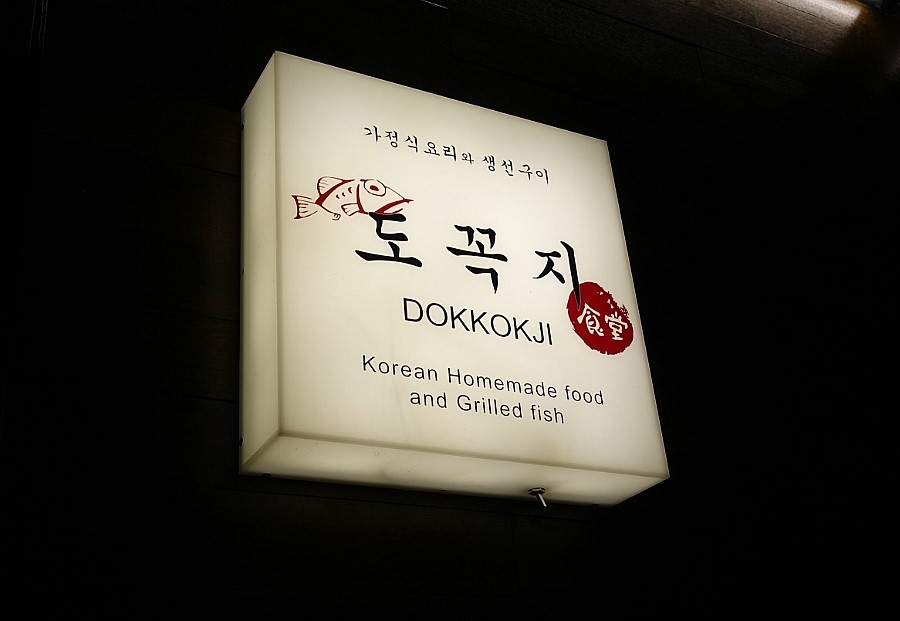 가정식요리와 생선구이
도꼭지
食堂
DOKKOKJI
Korean Homemade food
and Grilled fish